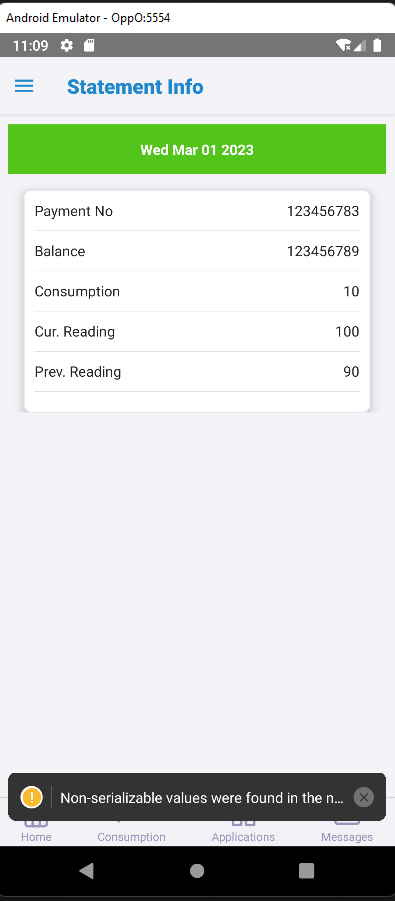 Android Emulator - OppO:5554
11:09
Statement Info
Wed Mar 01 2023
Payment No 123456783
Balance 123456789
Consumption 10
Cur. Reading 100
Prev. Reading 90
Non-serializable values were found in the n...
Home Consumption Applications Messages